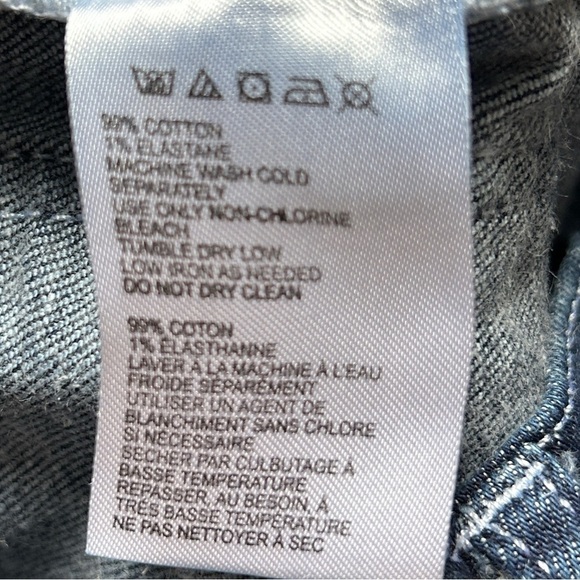 99% COTTON
1% ELASTANE
MACHINE WASH COLD
SEPARATELY
USE ONLY NON-CHLORINE
BLEACH
TUMBLE DRY LOW
LOW IRON AS NEEDED
DO NOT DRY CLEAN
99% COTON
1% ÉLASTHANNE
LAVER À LA MACHINE À L'EAU
FROIDE SÉPARÉMENT
UTILISER UN AGENT DE
BLANCHIMENT SANS CHLORE
SI NÉCESSAIRE
SECHER PAR CULBUTAGE À
BASSE TEMPÉRATURE
REPASSER, AU BESOIN, À
TRÈS BASSE TEMPÉRATURE
NE PAS NETTOYER À SEC